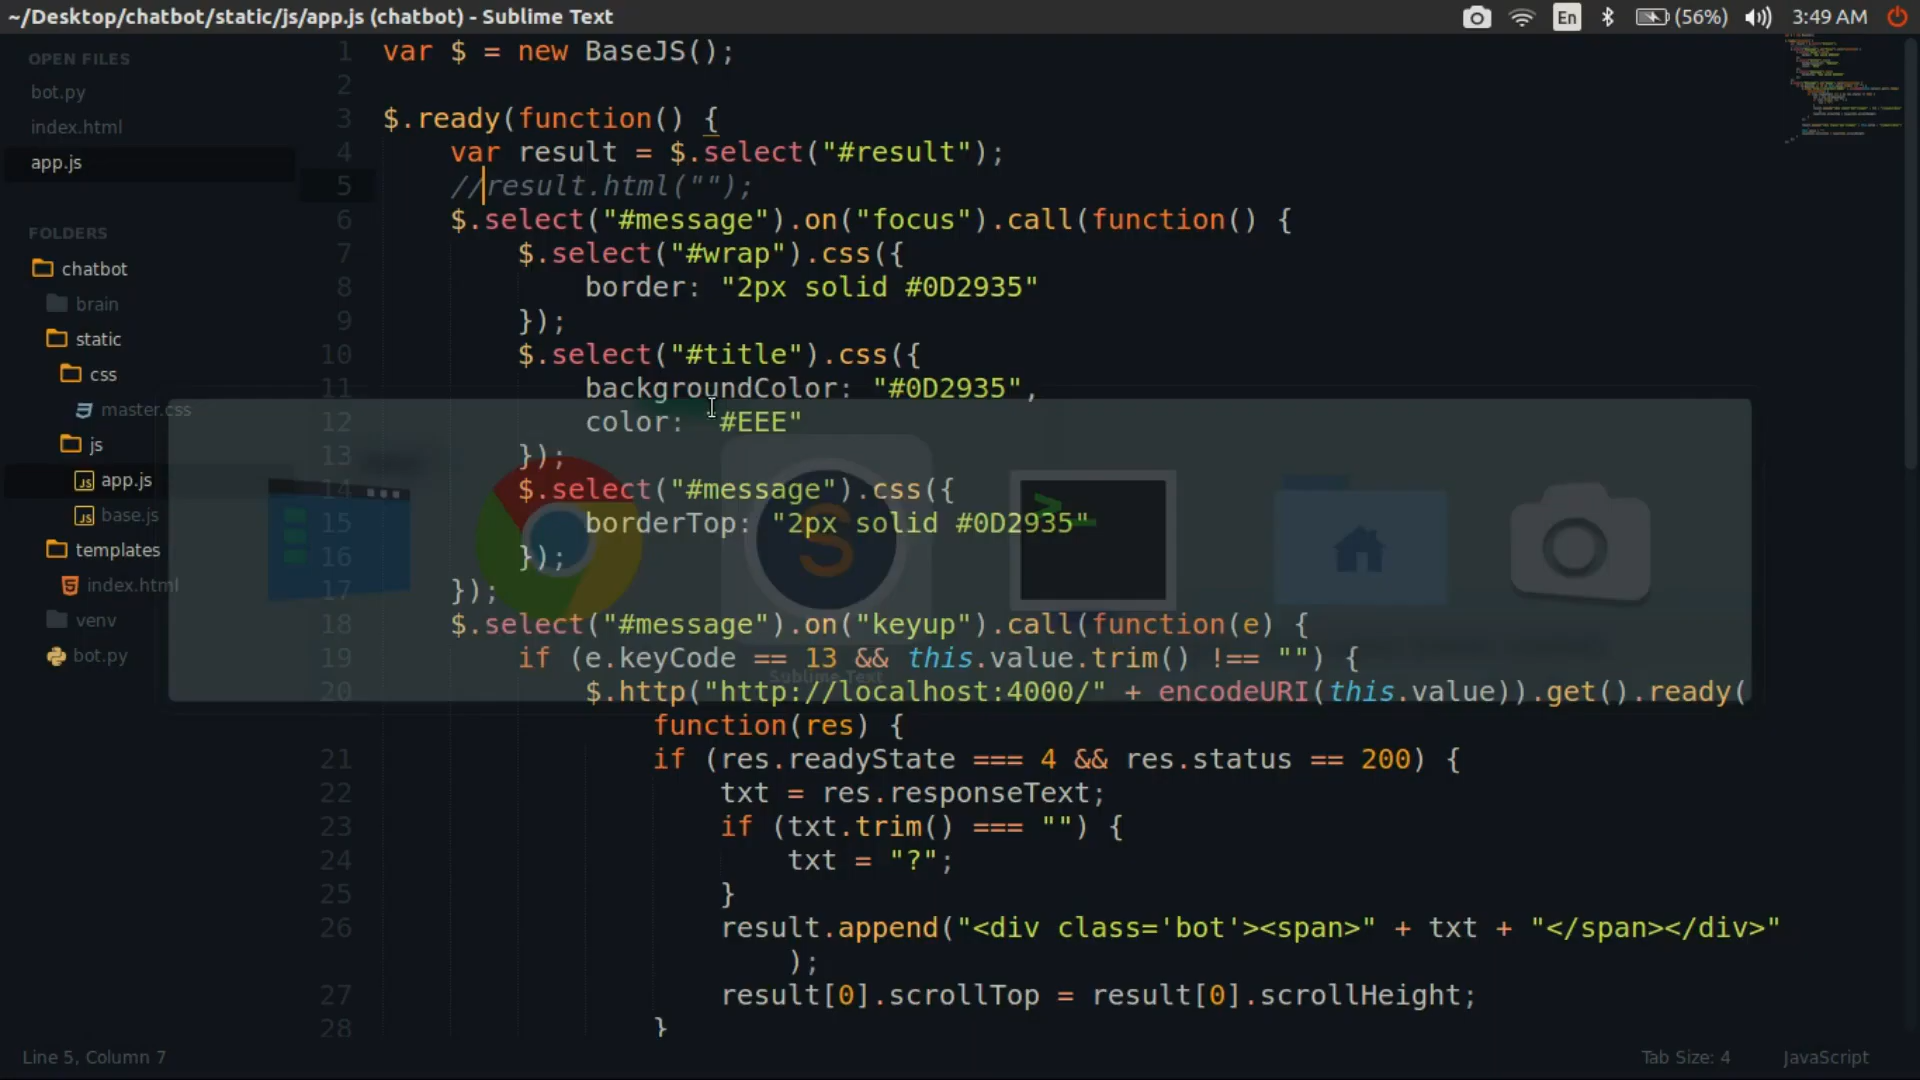 ~/Desktop/chatbot/static/js/app.js (chatbot) - Sublime Text
En
(56%)
3:49 AM
OPEN FILES
bot.py
index.html
app.js
FOLDERS
chatbot
brain
static
css
master.css
js
app.js
base.js
templates
index.html
venv
bot.py
1 var $ = new BaseJS();
2
3 $.ready(function() {
4 var result = $.select("#result");
5 //result.html("");
6 $.select("#message").on("focus").call(function() {
7 $.select("#wrap").css({
8 border: "2px solid #0D2935"
9 });
10 $.select("#title").css({
11 backgroundColor: "#0D2935",
12 color: "#EEE"
13 });
14 $.select("#message").css({
15 borderTop: "2px solid #0D2935"
16 });
17 });
18 $.select("#message").on("keyup").call(function(e) {
19 if (e.keyCode == 13 && this.value.trim() !== "") {
Sublime Text
20 $.http("http://localhost:4000/" + encodeURI(this.value)).get().ready(
function(res) {
21 if (res.readyState === 4 && res.status == 200) {
22 txt = res.responseText;
23 if (txt.trim() === "") {
24 txt = "?";
25 }
26 result.append("<div class='bot'><span>" + txt + "</span></div>"
);
27 result[0].scrollTop = result[0].scrollHeight;
28 }
Line 5, Column 7
Tab Size: 4
JavaScript